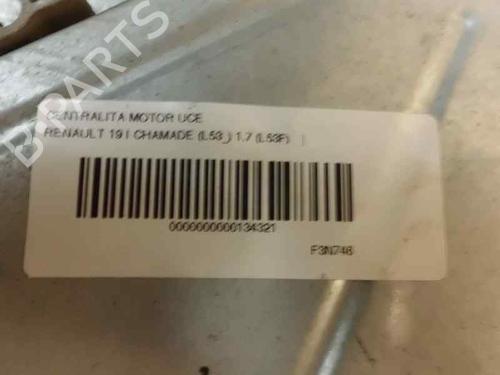 CENTRALITA MOTOR UCE
RENAULT 19 I CHAMADE (L53_) 1.7 (L53F)
0000000000134321
F3N746
B-PARTS